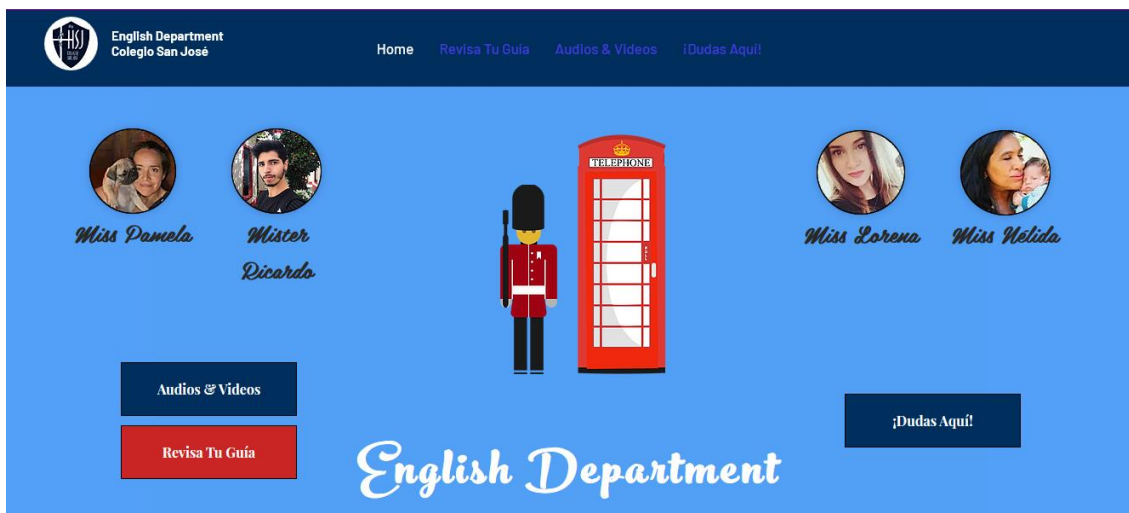 HSJ
English Department
Colegio San José
Home Revisa Tu Guía Audios & Videos ¡Dudas Aquí!
TELEPHONE
Miss Pamela
Mister
Ricardo
Miss Lorena
Miss Nélida
Audios & Videos
Revisa Tu Guía
¡Dudas Aquí!
English Department